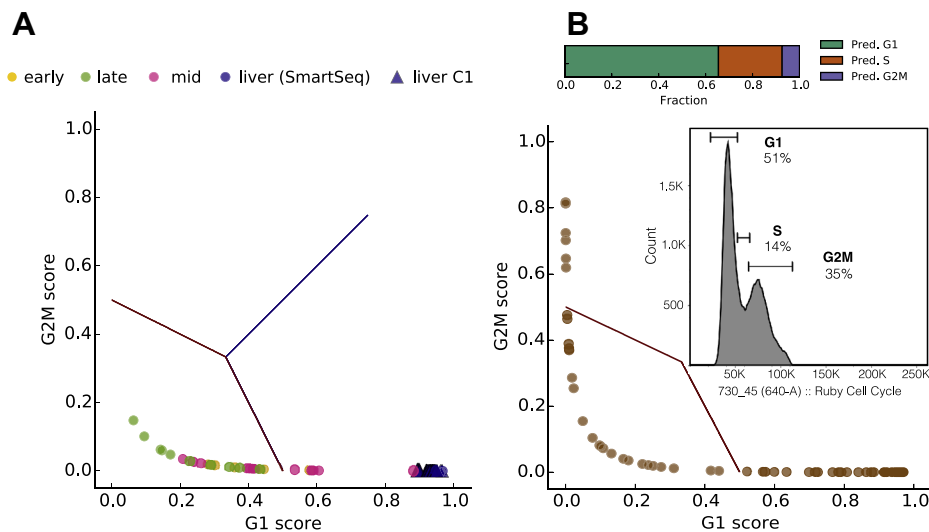 A
early late mid liver (SmartSeq) liver C1
1.0
0.8
0.6
0.4
0.2
0.0
G2M score
0.0 0.2 0.4 0.6 0.8 1.0
G1 score
B
Pred. G1
Pred. S
Pred. G2M
0.0 0.2 0.4 0.6 0.8 1.0
Fraction
1.0
0.8
0.6
0.4
0.2
0.0
G2M score
0.0 0.2 0.4 0.6 0.8 1.0
G1 score
G1
51%
S
14%
G2M
35%
1,5K
1.0K
500
Count
50K 100K 150K 200K 250K
730_45 (640-A) :: Ruby Cell Cycle